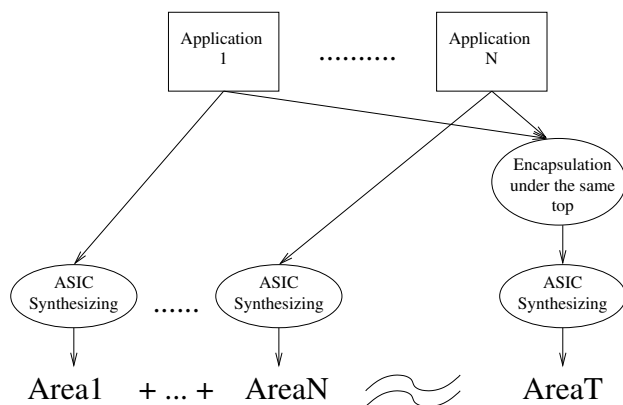 Application
1
..........
Application
N
Encapsulation
under the same
top
ASIC
Synthesizing
......
ASIC
Synthesizing
ASIC
Synthesizing
Area1 + ... + AreaN AreaT